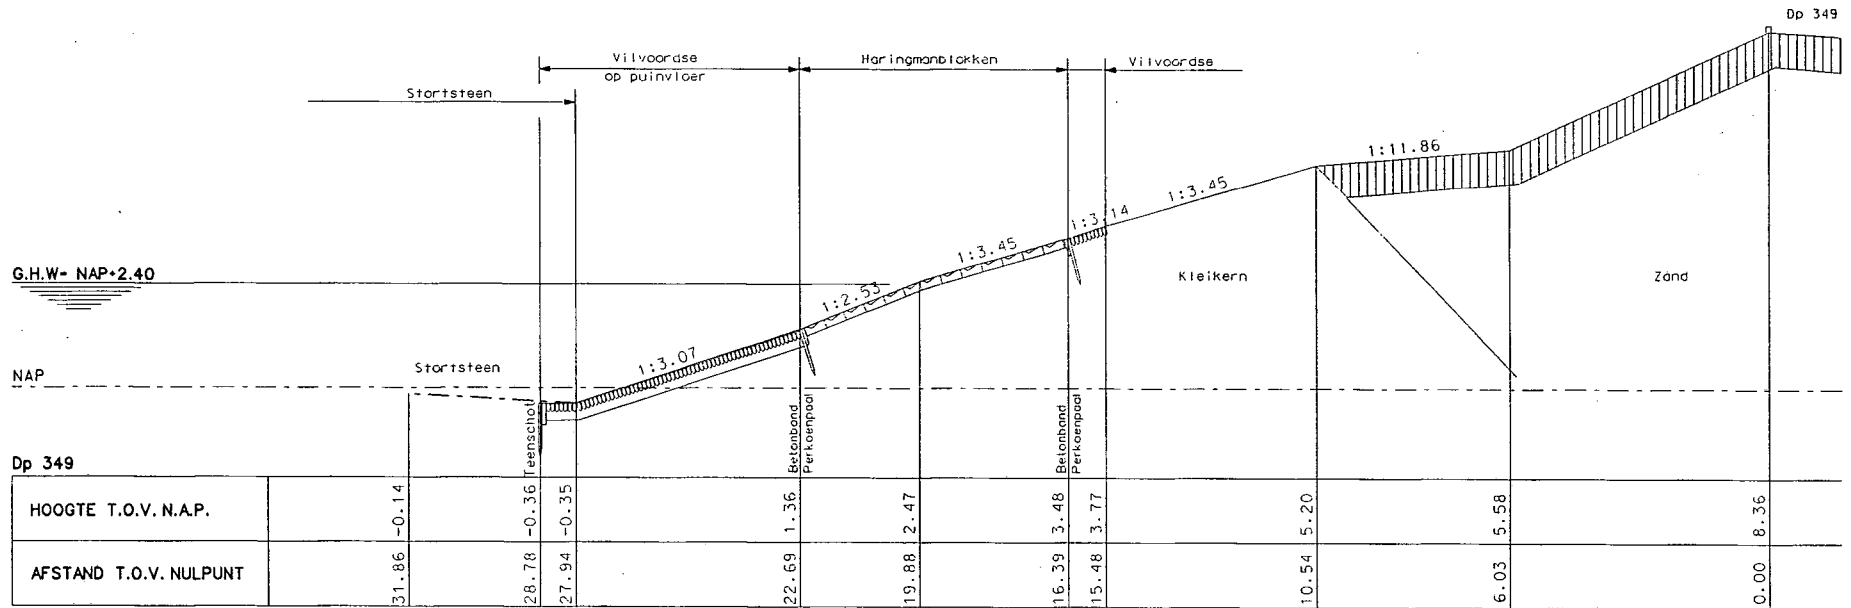 Dp 349
Vilvoordse
op puinvloer
Haringmanblokken
Vilvoordse
Stortsteen
1:11.86
1:3.45
1:3.14
1:3.45
G.H.W= NAP+2.40
Kleikern
Zand
1:2.53
1:3.07
Stortsteen
NAP
Teenschot
Betonband
Perkoenpaal
Betonband
Perkoenpaal
Dp 349
HOOGTE T.O.V. N.A.P. -0.14 -0.36 -0.35 1.36 2.47 3.48 3.77 5.20 5.58 8.36
AFSTAND T.O.V. NULPUNT 31.86 28.78 27.94 22.69 19.88 16.39 15.48 10.54 6.03 0.00